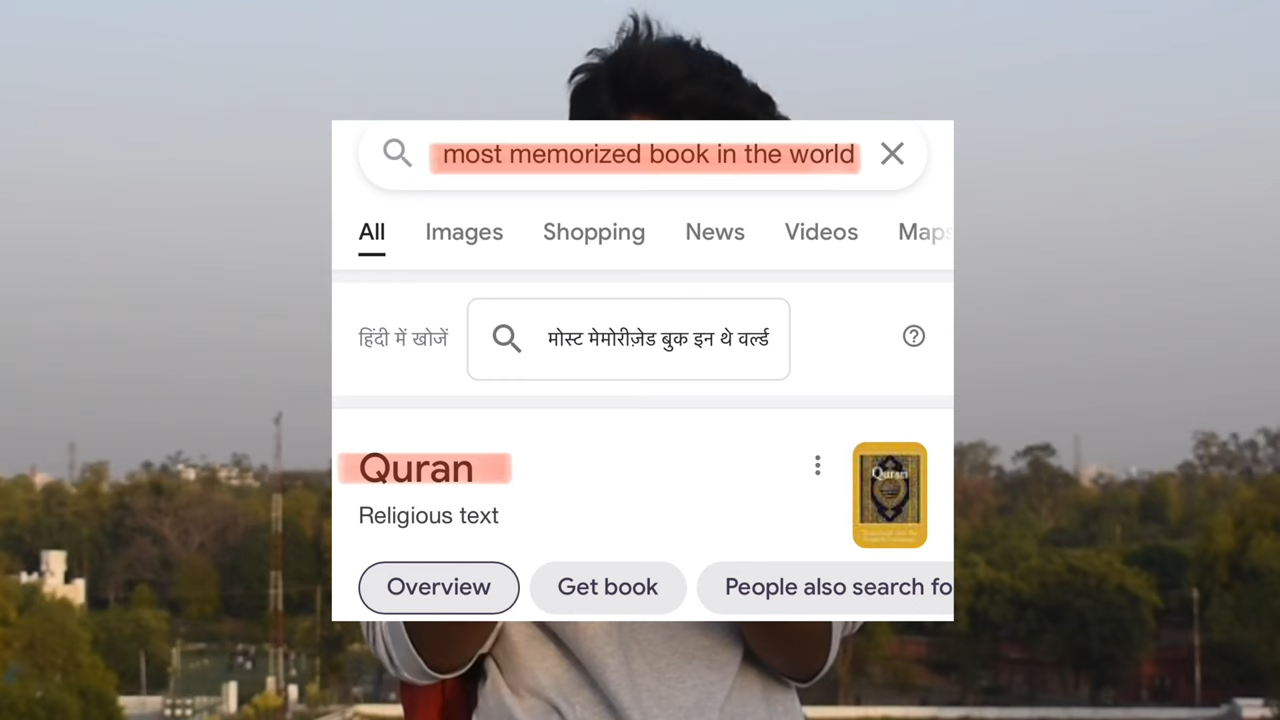 most memorized book in the world
All Images Shopping News Videos Maps
हिंदी में खोजें मोस्ट मेमोरीज़ेड बुक इन थे वर्ल्ड
Quran
Quran
Religious text
Overview Get book People also search fo